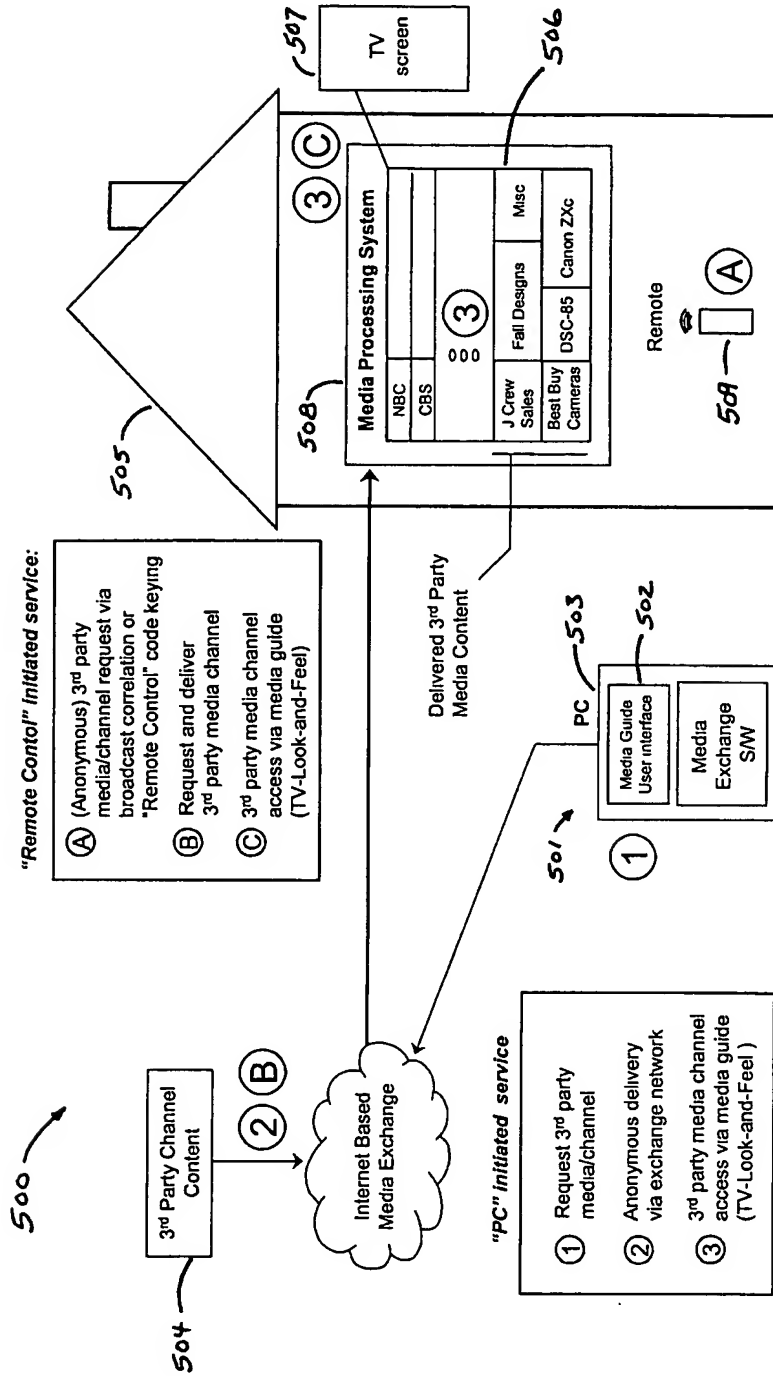 500
504
3rd Party Channel
Content
2 B
Internet Based
Media Exchange
"PC" initiated service
1 Request 3rd party
media/channel
2 Anonymous delivery
via exchange network
3 3rd party media channel
access via media guide
(TV-Look-and-Feel )
"Remote Contol" initiated service:
A (Anonymous) 3rd party
media/channel request via
broadcast correlation or
"Remote Control" code keying
B Request and deliver
3rd party media channel
C 3rd party media channel
access via media guide
(TV-Look-and-Feel)
Delivered 3rd Party
Media Content
501
1
PC
503
502
Media Guide
User interface
Media
Exchange
S/W
505
508
3 C
Media Processing System
NBC
CBS
000
3
J Crew
Sales
Fall Designs
Misc
Best Buy
Cameras
DSC-85
Canon ZXc
507
TV
screen
506
Remote
509
A